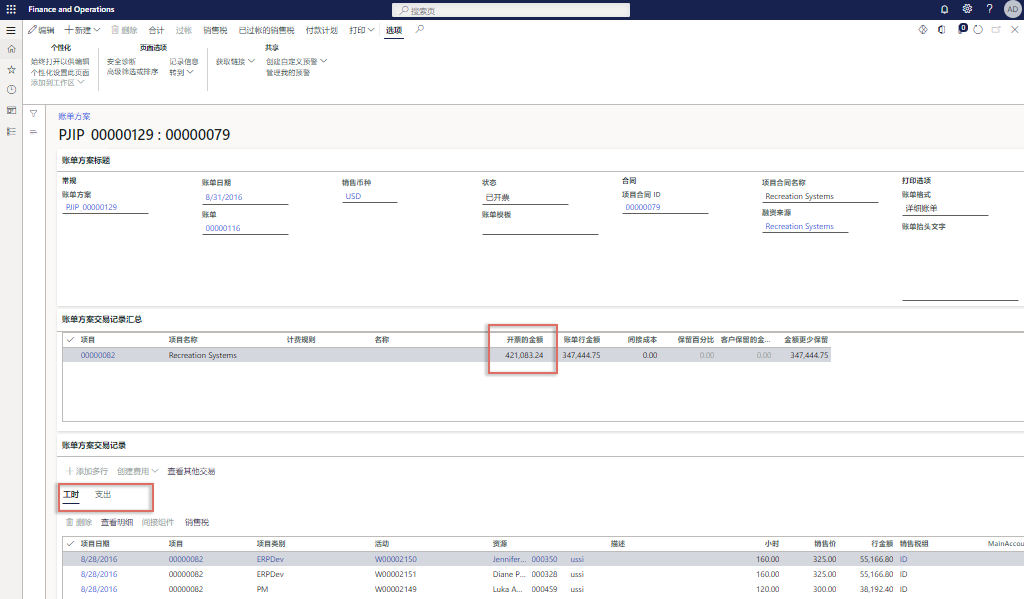 Finance and Operations
搜索页
AD
编辑 新建 删除 合计 过帐 销售税 已过帐的销售税 付款计划 打印 选项
0
个性化 页面选项 共享
始终打开以供编辑 安全诊断 记录信息 获取链接 创建自定义预警
个性化设置此页面 高级筛选或排序 转到 管理我的预警
添加到工作区
账单方案
PJIP_00000129 : 00000079
账单方案标题
常规 账单日期 销售币种 状态 合同 项目合同名称 打印选项
账单方案 8/31/2016 USD 已开票 项目合同 ID Recreation Systems 账单格式
PJIP_00000129 账单 账单模板 00000079 融资来源 详细账单
00000116 Recreation Systems 账单抬头文字
账单方案交易记录汇总
项目 项目名称 计费规则 名称 开票的金额 账单行金额 间接成本 保留百分比 客户保留的金... 金额更少保留
00000082 Recreation Systems 421,083.24 347,444.75 0.00 0.00 0.00 347,444.75
账单方案交易记录
添加多行 创建费用 查看其他交易
工时 支出
删除 查看明细 间接组件 销售税
项目日期 项目 项目类别 活动 资源 描述 小时 销售价 行金额 销售税组 MainAccou
8/28/2016 00000082 ERPDev W00002150 Jennifer... 000350 ussi 160.00 325.00 55,166.80 ID
8/28/2016 00000082 ERPDev W00002151 Diane P... 000328 ussi 160.00 325.00 55,166.80 ID
8/28/2016 00000082 PM W00002149 Luka A... 000459 ussi 120.00 300.00 38,192.40 ID